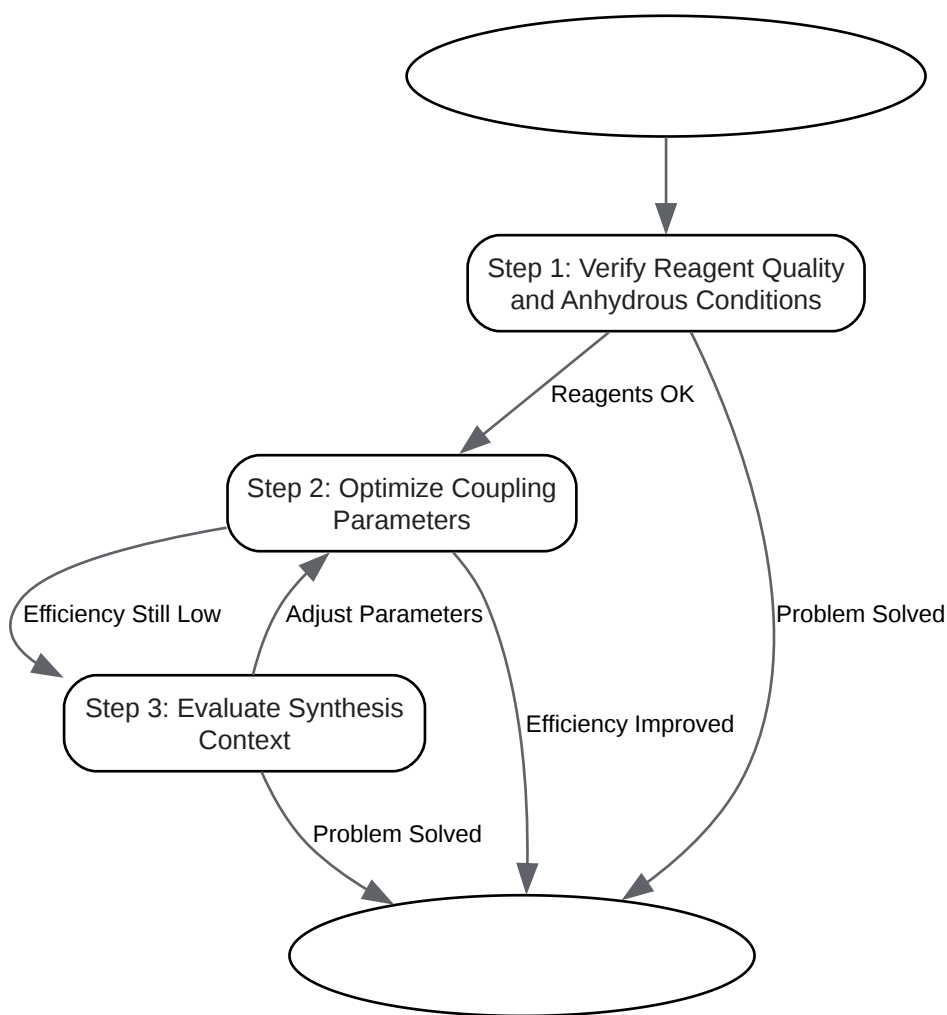 Step 1: Verify Reagent Quality
and Anhydrous Conditions
Reagents OK
Step 2: Optimize Coupling
Parameters
Efficiency Still Low
Adjust Parameters
Problem Solved
Step 3: Evaluate Synthesis
Context
Efficiency Improved
Problem Solved